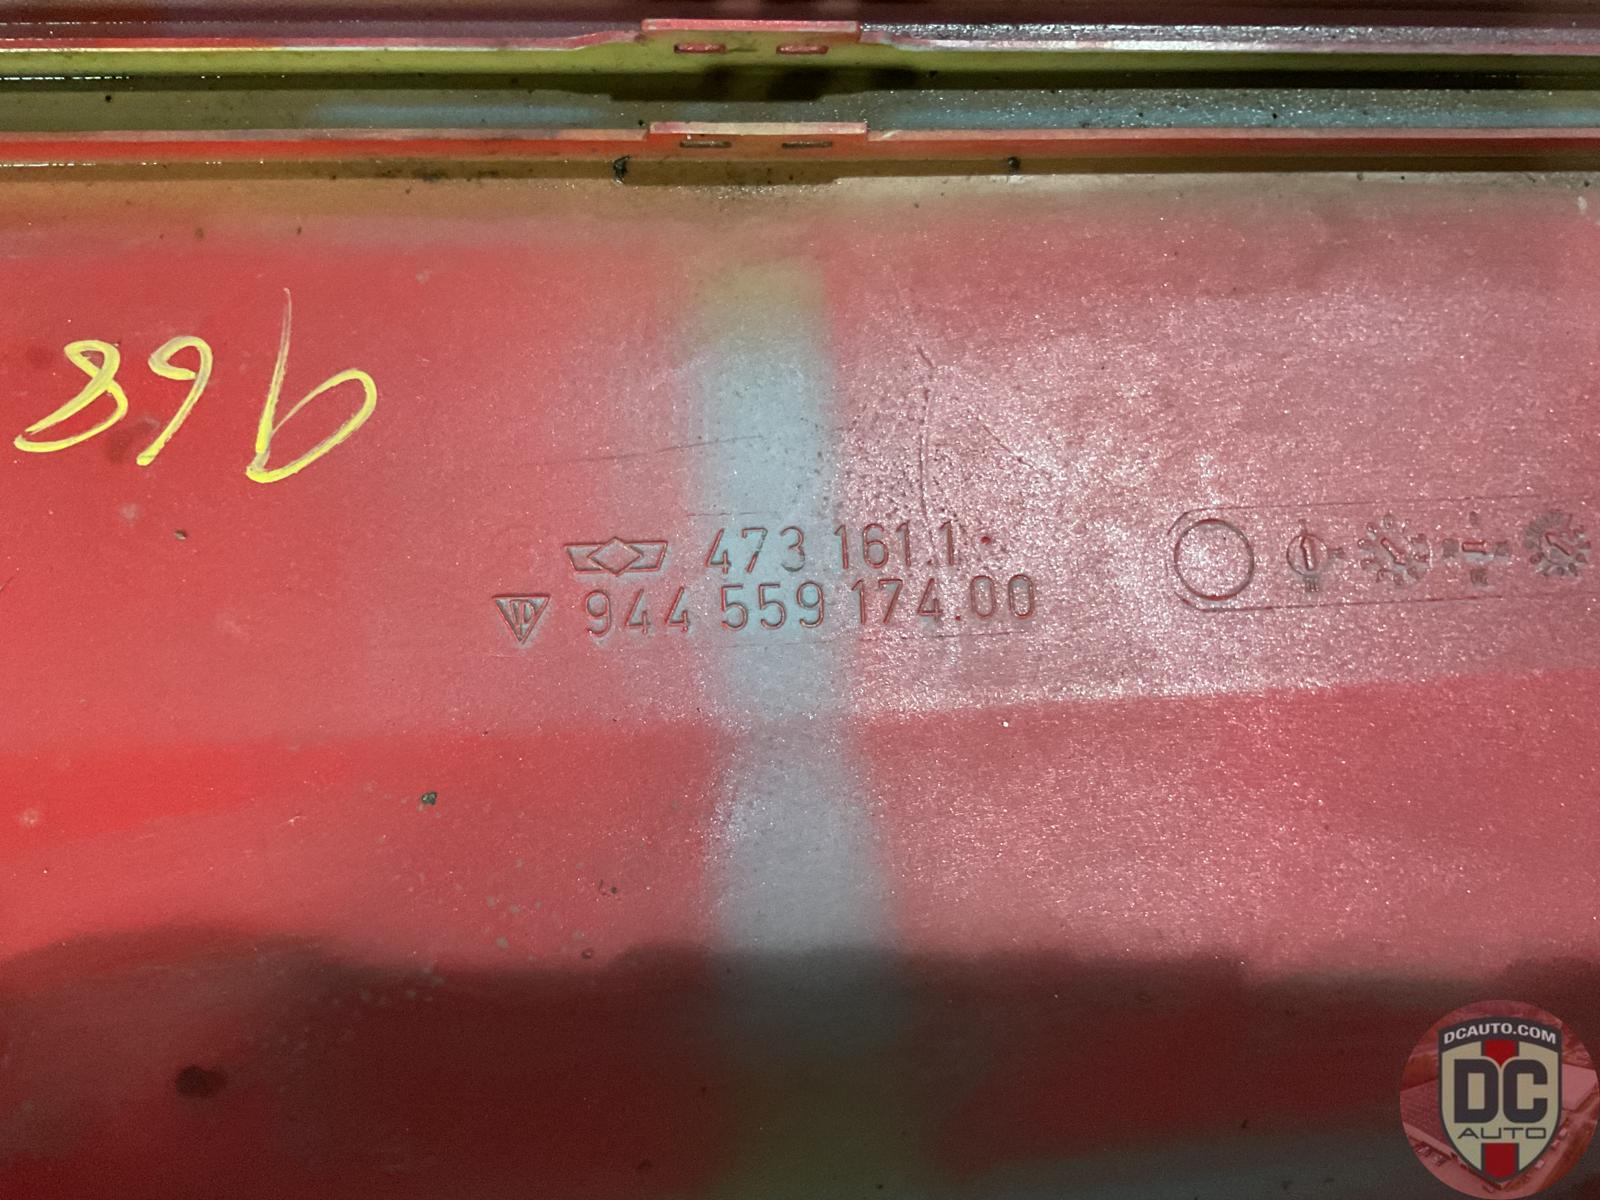 968
473 161.1
944 559 174.00
DCAUTO.COM
DC
AUTO